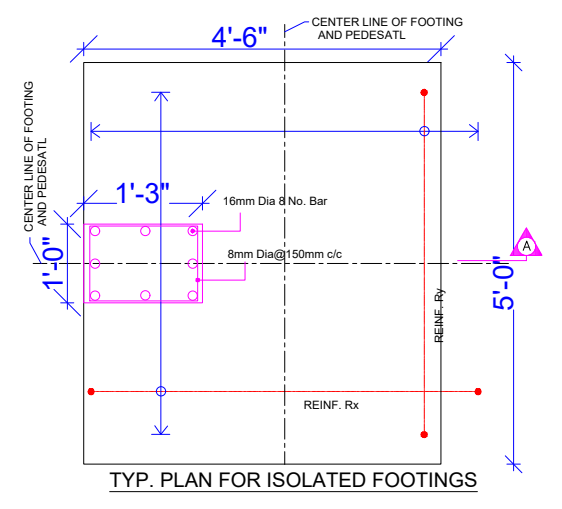 CENTER LINE OF FOOTING
AND PEDESATL
4'-6"
CENTER LINE OF FOOTING
AND PEDESATL
1'-3"
16mm Dia 8 No. Bar
8mm Dia@150mm c/c
1'-0"
A
5'-0"
REINF. Ry
REINF. Rx
TYP. PLAN FOR ISOLATED FOOTINGS